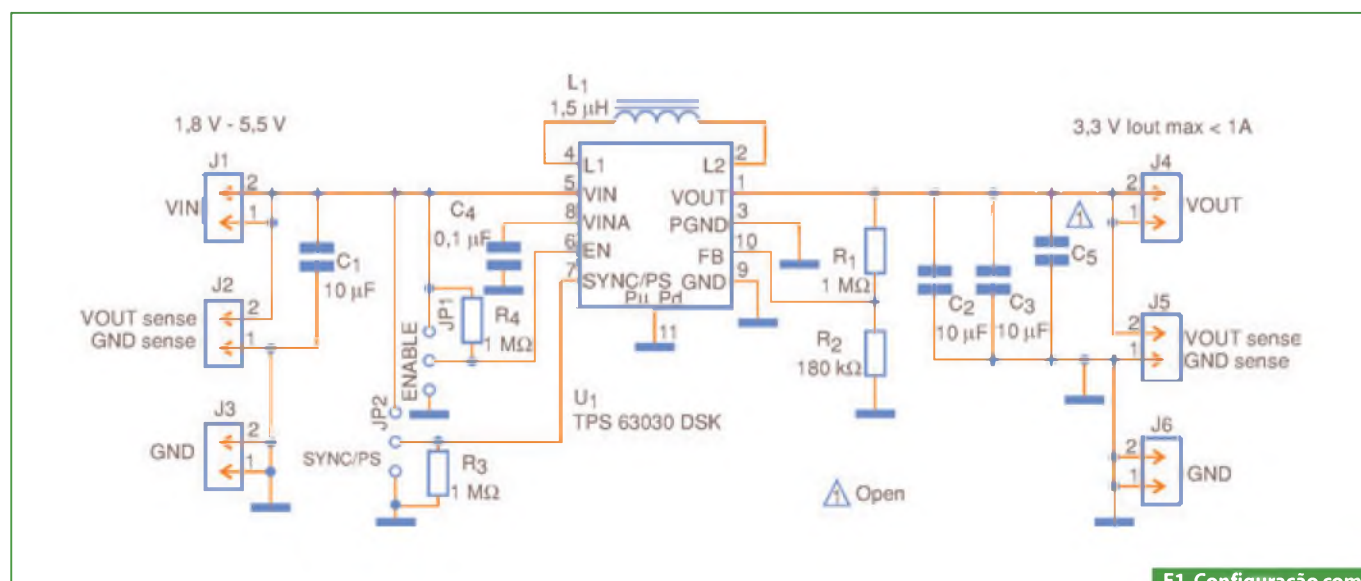 L1
1,5 µH
1,8 V - 5,5 V
3,3 V Iout max < 1A
J1
2
1
VIN
4
L1
L2
2
5
VIN
VOUT
1
8
VINA
PGND
3
6
EN
FB
10
7
SYNC/PS
GND
9
Pu Pd
11
C4
0,1 µF
C1
10 µF
J2
2
1
VOUT sense
GND sense
JP1
ENABLE
R4
1 MΩ
R1
1 MΩ
R2
180 kΩ
C2
10 µF
C3
10 µF
1
C5
J4
2
1
VOUT
J5
2
1
VOUT sense
GND sense
U1
TPS 63030 DSK
J3
2
1
GND
JP2
SYNC/PS
R3
1 MΩ
1 Open
J6
2
1
GND